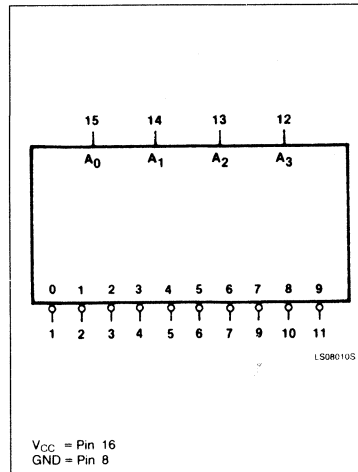 15 14 13 12
A0 A1 A2 A3
0 1 2 3 4 5 6 7 8 9
1 2 3 4 5 6 7 9 10 11
LS08010S
VCC = Pin 16
GND = Pin 8